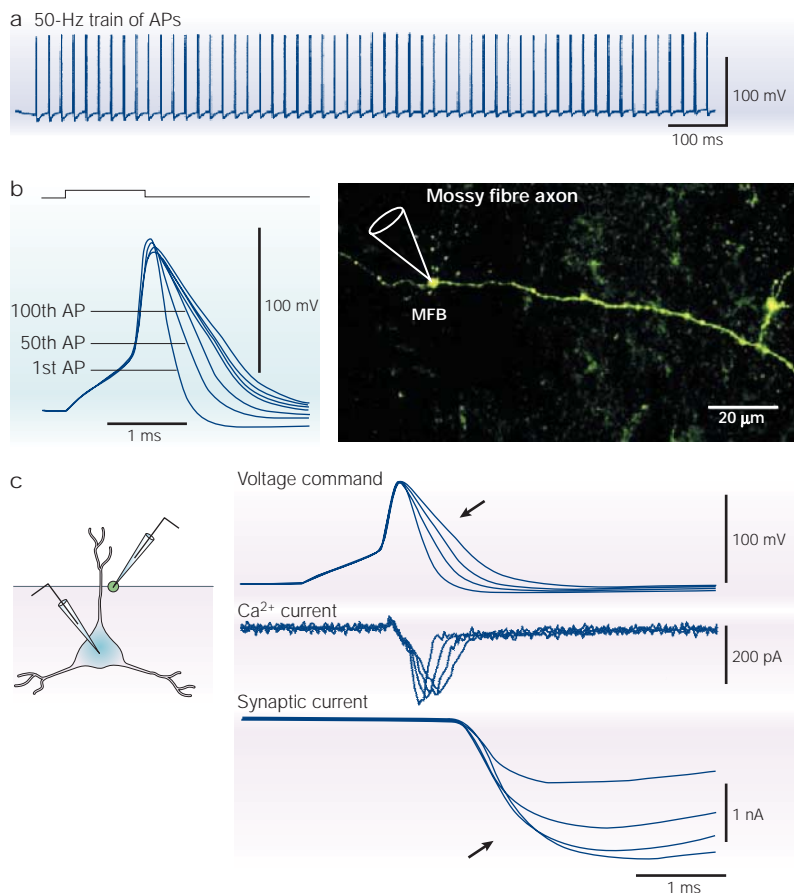 a 50-Hz train of APs
100 mV
100 ms
b
100th AP
50th AP
1st AP
100 mV
1 ms
Mossy fibre axon
MFB
20 µm
c
Voltage command
100 mV
Ca²⁺ current
200 pA
Synaptic current
1 nA
1 ms